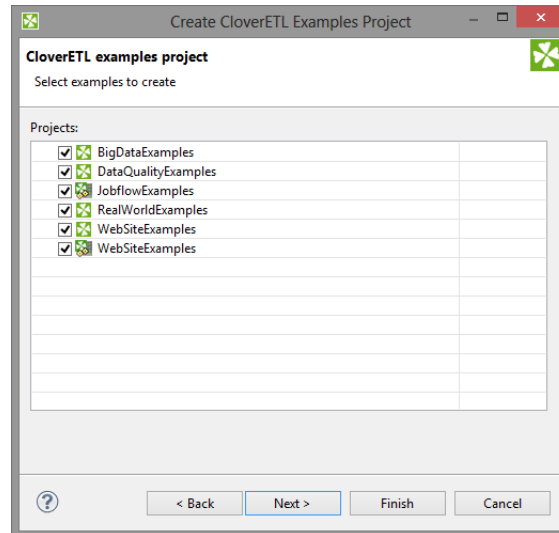 Create CloverETL Examples Project
CloverETL examples project
Select examples to create
Projects:
BigDataExamples
DataQualityExamples
JobflowExamples
RealWorldExamples
WebSiteExamples
WebSiteExamples
?
< Back
Next >
Finish
Cancel